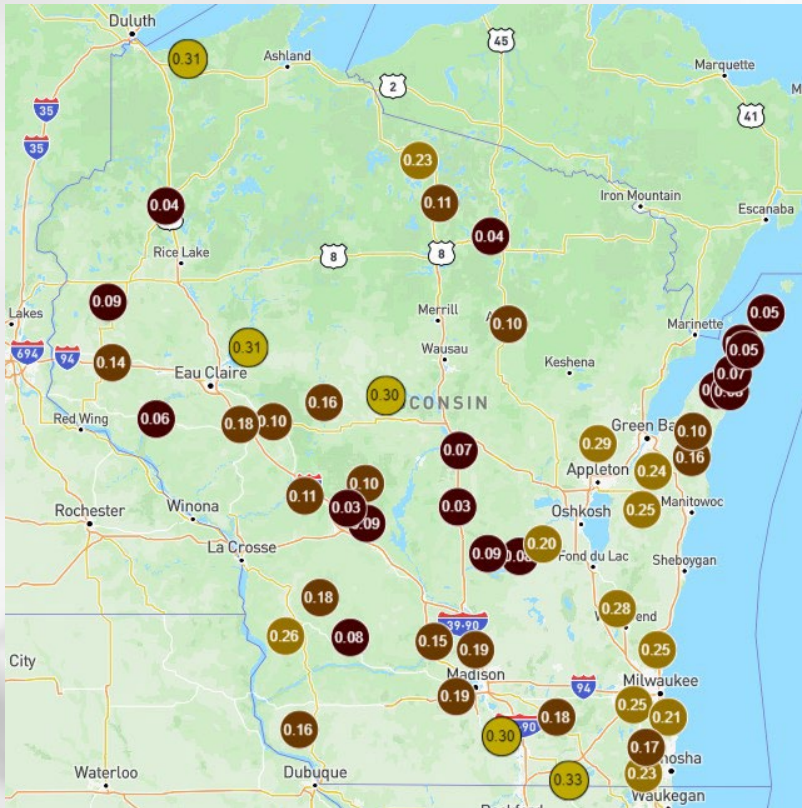 Duluth
0.31
Ashland
45
2
Marquette
35
41
35
0.23
Iron Mountain
0.04
0.11
Escanaba
0.04
Rice Lake
8
8
0.09
0.05
Lakes
Merrill
0.10
Marinette
694
94
0.31
Wausau
0.05
0.14
Eau Claire
Keshena
0.07
0.30
CONSIN
0.16
0.06
Red Wing
0.18
0.10
Green Ba
0.10
0.29
0.07
0.16
Appleton
0.24
0.10
0.11
Winona
0.03
0.03
0.25
Manitowoc
Rochester
0.09
Oshkosh
La Crosse
0.20
0.09
0.08
Fond du Lac
Sheboygan
0.18
0.28
39-90
end
0.26
0.08
0.15
0.19
0.25
City
Madison
94
Milwaukee
0.19
0.25
0.18
0.21
0.16
0.30
90
0.17
osha
Waterloo
Dubuque
0.33
0.23
Waukegan